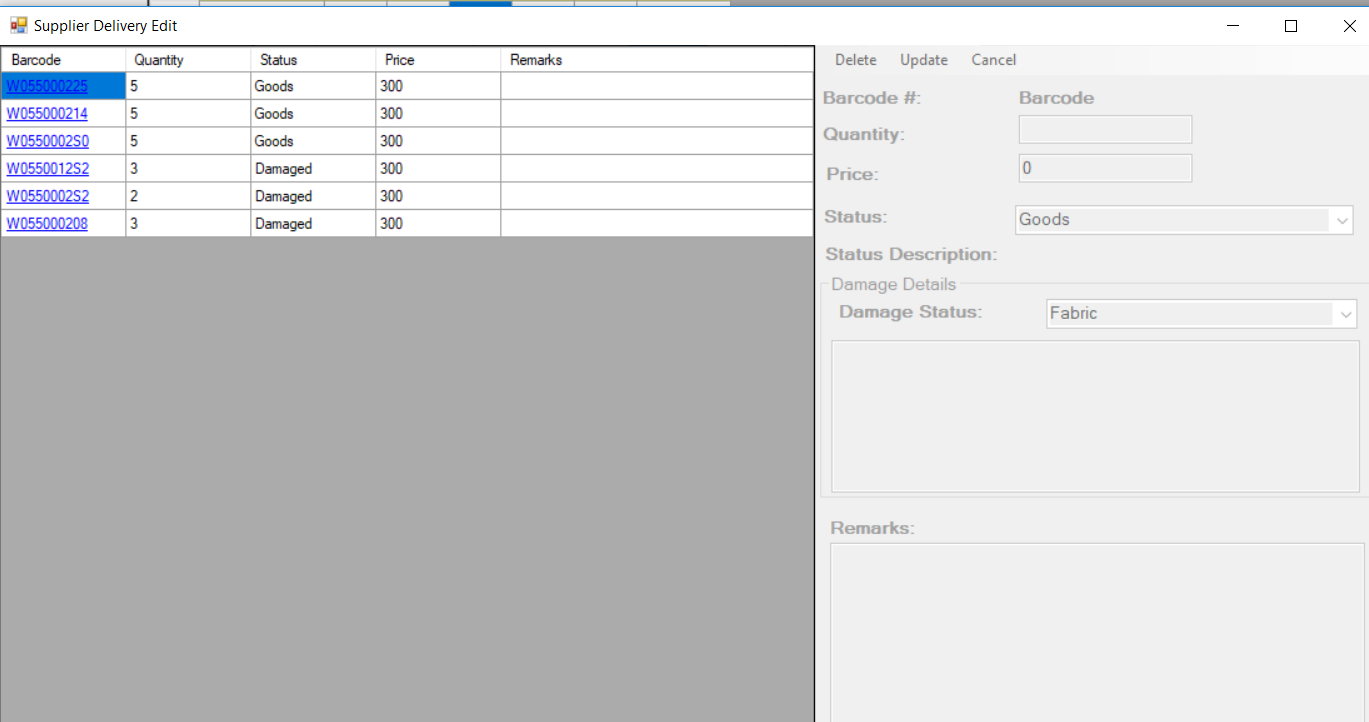 Supplier Delivery Edit
Barcode Quantity Status Price Remarks
W055000225 5 Goods 300
W055000214 5 Goods 300
W0550002S0 5 Goods 300
W0550012S2 3 Damaged 300
W0550002S2 2 Damaged 300
W055000208 3 Damaged 300
Delete Update Cancel
Barcode #: Barcode
Quantity:
Price: 0
Status: Goods
Status Description:
Damage Details
Damage Status: Fabric
Remarks: